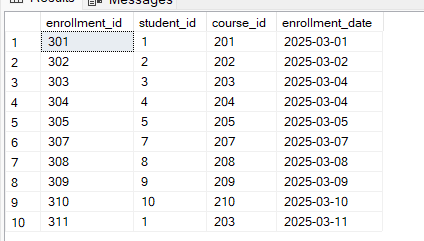 Results Messages
enrollment_id student_id course_id enrollment_date
1 301 1 201 2025-03-01
2 302 2 202 2025-03-02
3 303 3 203 2025-03-04
4 304 4 204 2025-03-04
5 305 5 205 2025-03-05
6 307 7 207 2025-03-07
7 308 8 208 2025-03-08
8 309 9 209 2025-03-09
9 310 10 210 2025-03-10
10 311 1 203 2025-03-11